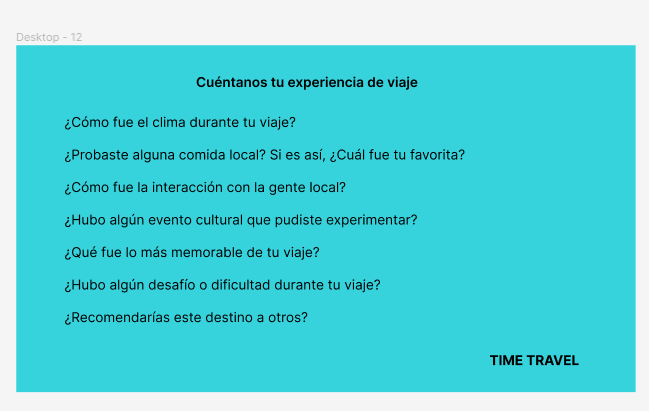 Desktop - 12
Cuéntanos tu experiencia de viaje
¿Cómo fue el clima durante tu viaje?
¿Probaste alguna comida local? Si es así, ¿Cuál fue tu favorita?
¿Cómo fue la interacción con la gente local?
¿Hubo algún evento cultural que pudiste experimentar?
¿Qué fue lo más memorable de tu viaje?
¿Hubo algún desafío o dificultad durante tu viaje?
¿Recomendarías este destino a otros?
TIME TRAVEL